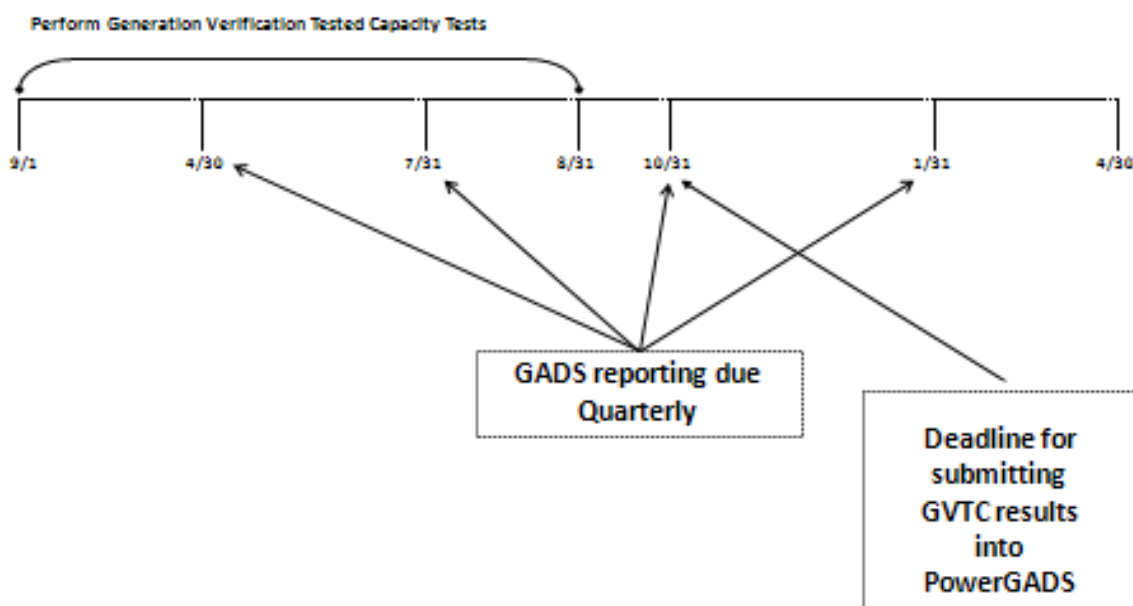 Perform Generation Verification Tested Capacity Tests
9/1 4/30 7/31 8/31 10/31 1/31 4/30
GADS reporting due
Quarterly
Deadline for
submitting
GVTC results
into
PowerGADS